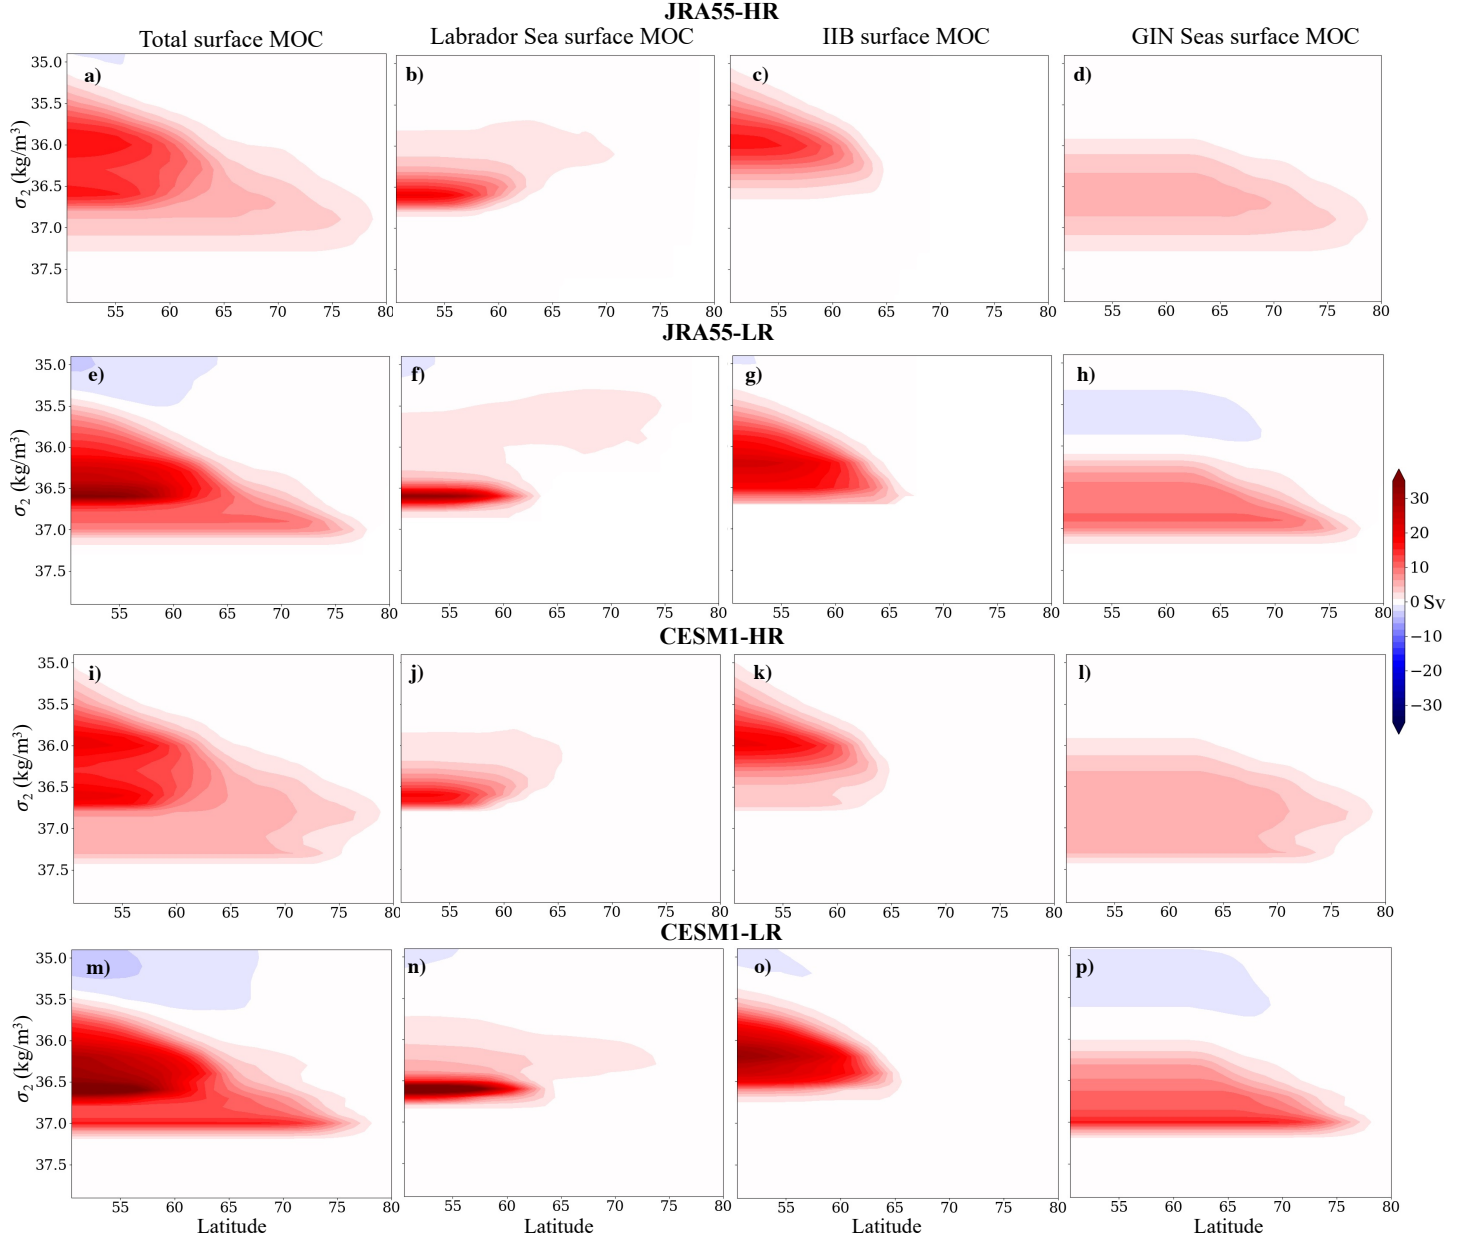 JRA55-HR
Total surface MOC Labrador Sea surface MOC IIB surface MOC GIN Seas surface MOC
a) b) c) d)
35.0
35.5
36.0
36.5
37.0
37.5
σ2 (kg/m³)
55 60 65 70 75 80 55 60 65 70 75 80 55 60 65 70 75 80 55 60 65 70 75 80
JRA55-LR
e) f) g) h)
35.0
35.5
36.0
36.5
37.0
37.5
σ2 (kg/m³)
55 60 65 70 75 80 55 60 65 70 75 80 55 60 65 70 75 80 55 60 65 70 75 80
30
20
10
0 Sv
−10
−20
−30
CESM1-HR
i) j) k) l)
35.0
35.5
36.0
36.5
37.0
37.5
σ2 (kg/m³)
55 60 65 70 75 80 55 60 65 70 75 80 55 60 65 70 75 80 55 60 65 70 75 80
CESM1-LR
m) n) o) p)
35.0
35.5
36.0
36.5
37.0
37.5
σ2 (kg/m³)
55 60 65 70 75 80 55 60 65 70 75 80 55 60 65 70 75 80 55 60 65 70 75 80
Latitude Latitude Latitude Latitude